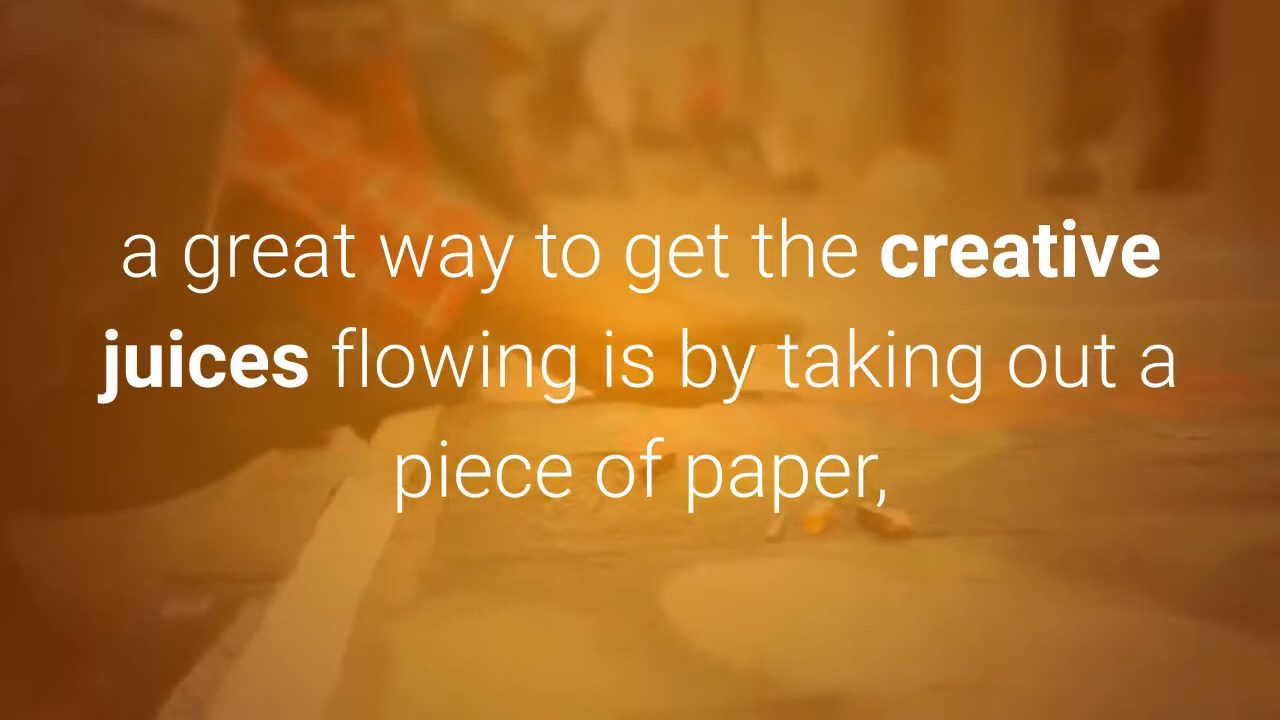 a great way to get the creative
juices flowing is by taking out a
piece of paper,